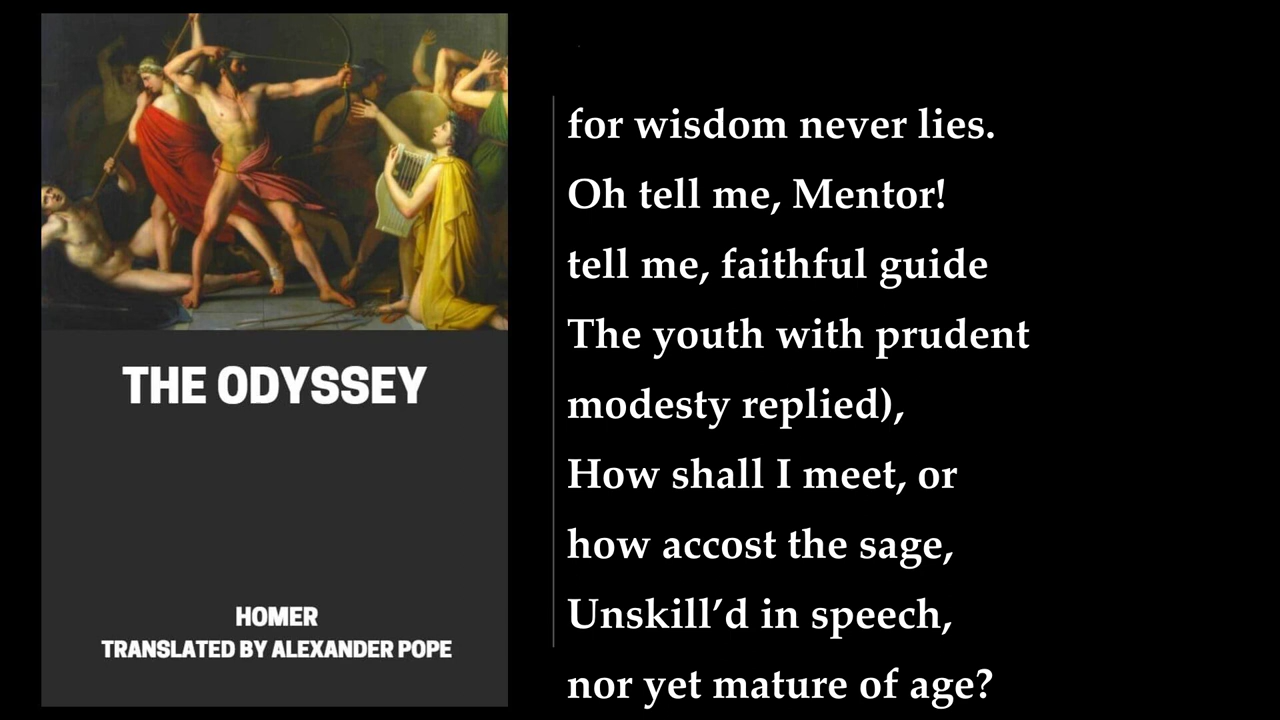 THE ODYSSEY
HOMER
TRANSLATED BY ALEXANDER POPE
for wisdom never lies.
Oh tell me, Mentor!
tell me, faithful guide
The youth with prudent
modesty replied),
How shall I meet, or
how accost the sage,
Unskill’d in speech,
nor yet mature of age?